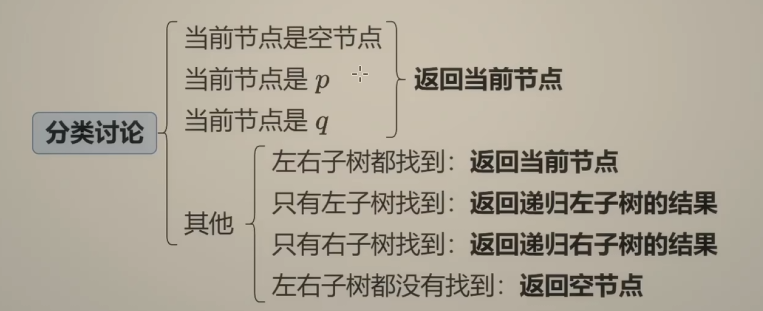 当前节点是空节点
当前节点是 p
返回当前节点
当前节点是 q
分类讨论
左右子树都找到：返回当前节点
只有左子树找到：返回递归左子树的结果
其他
只有右子树找到：返回递归右子树的结果
左右子树都没有找到：返回空节点